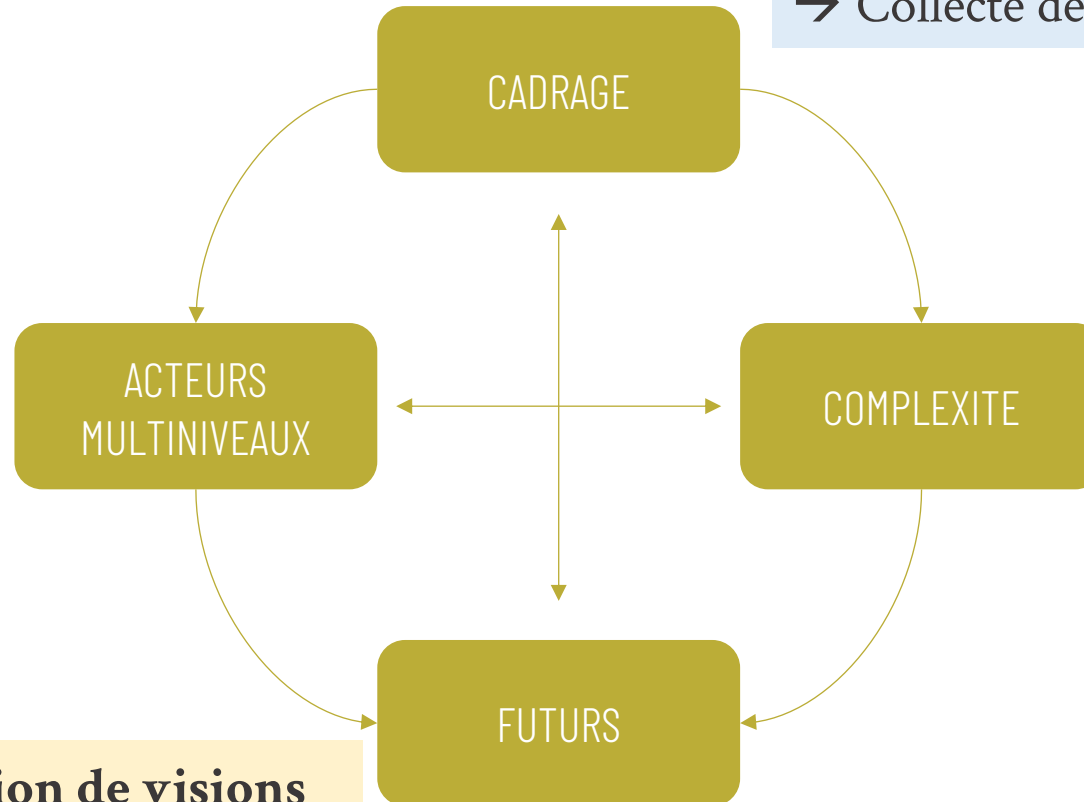 → Collecte de
CADRAGE
ACTEURS
MULTINIVEAUX
COMPLEXITE
FUTURS
ion de visions